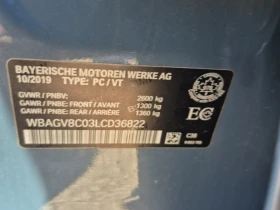 BAYERISCHE MOTOREN WERKE AG
10/2019 TYPE: PC / VT
GVWR / PNBV: 2600 kg
GAWR / PNBE: FRONT / AVANT: 1300 kg
GAWR / PNBE: REAR / ARRIÈRE: 1360 kg
EC
WBAGV8C03LCD36822
C38